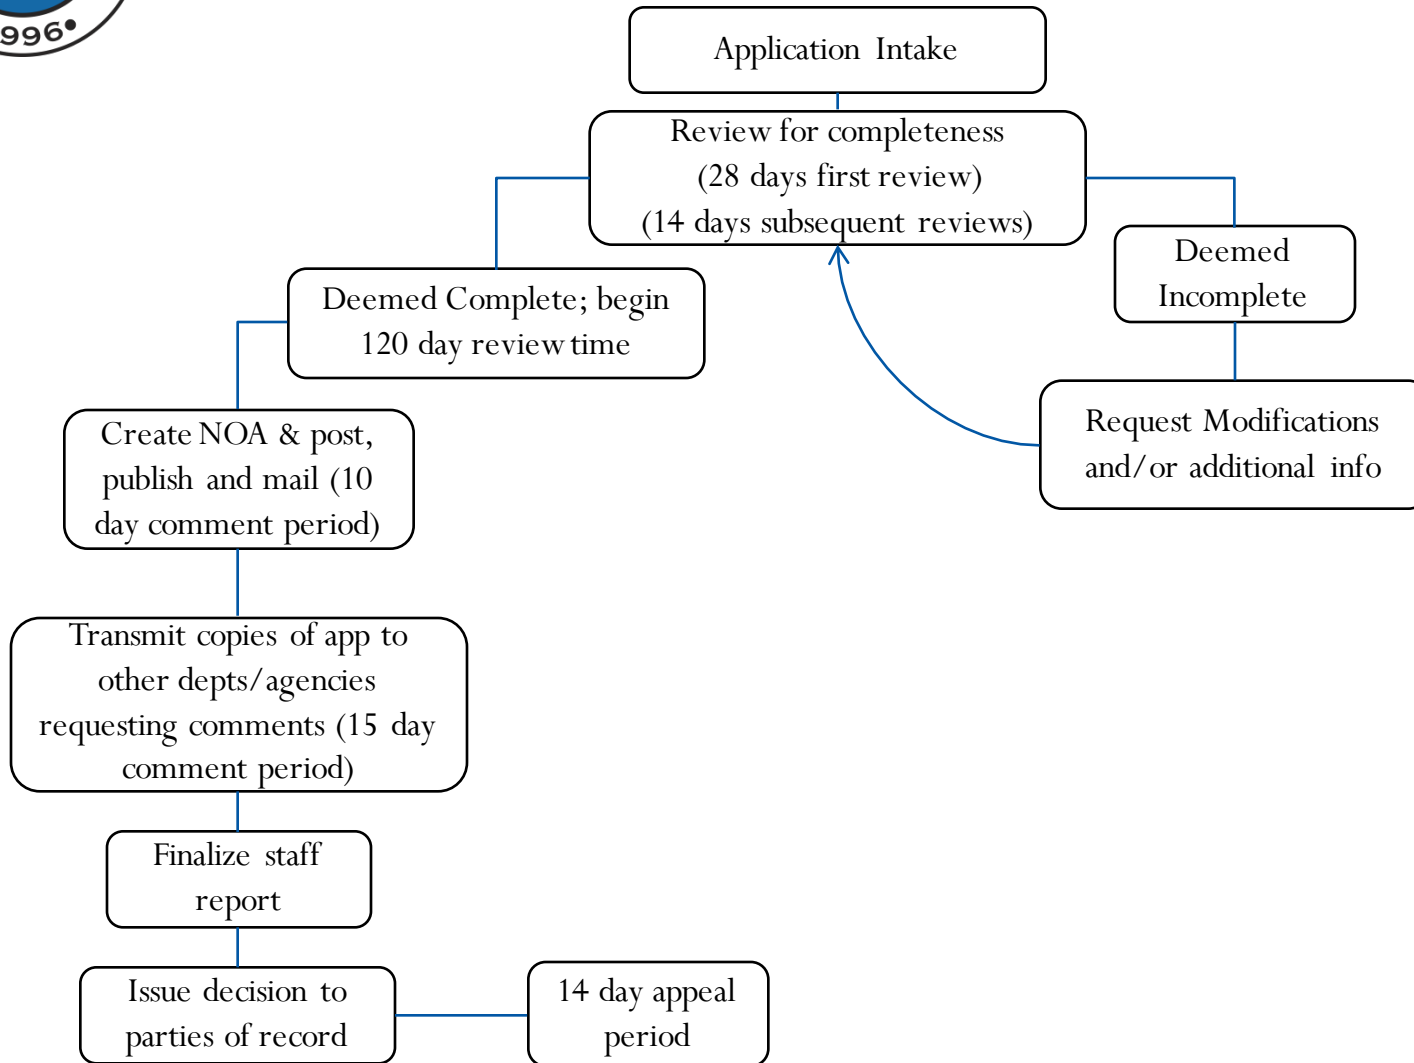 996•
Application Intake
Review for completeness
(28 days first review)
(14 days subsequent reviews)
Deemed
Incomplete
Deemed Complete; begin
120 day review time
Request Modifications
and/or additional info
Create NOA & post,
publish and mail (10
day comment period)
Transmit copies of app to
other depts/agencies
requesting comments (15 day
comment period)
Finalize staff
report
Issue decision to
parties of record
14 day appeal
period